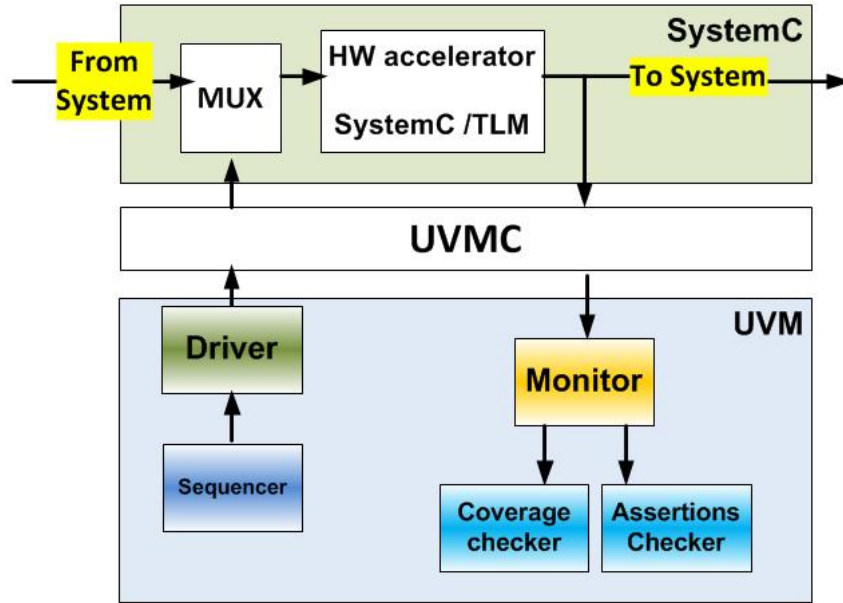 SystemC
From
System
MUX
HW accelerator
SystemC /TLM
To System
UVMC
UVM
Driver
Monitor
Sequencer
Coverage
checker
Assertions
Checker